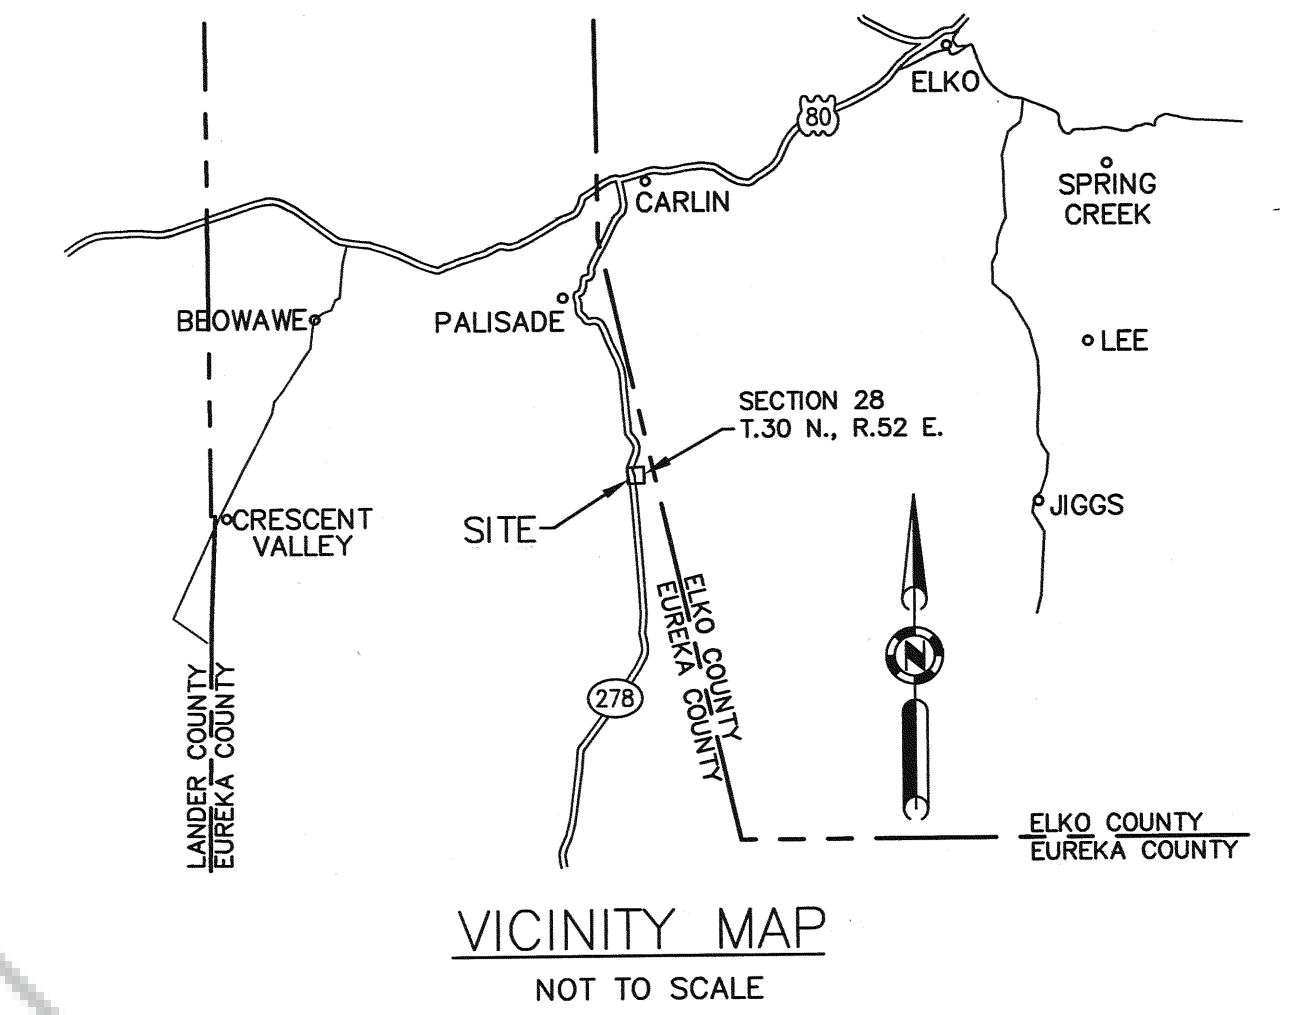 ELKO
80
CARLIN
SPRING
CREEK
BEOWAWE
PALISADE
LEE
SECTION 28
T.30 N., R.52 E.
SITE
CRESCENT
VALLEY
JIGGS
ELKO COUNTY
EUREKA COUNTY
N
278
LANDER COUNTY
EUREKA COUNTY
ELKO COUNTY
EUREKA COUNTY
VICINITY MAP
NOT TO SCALE